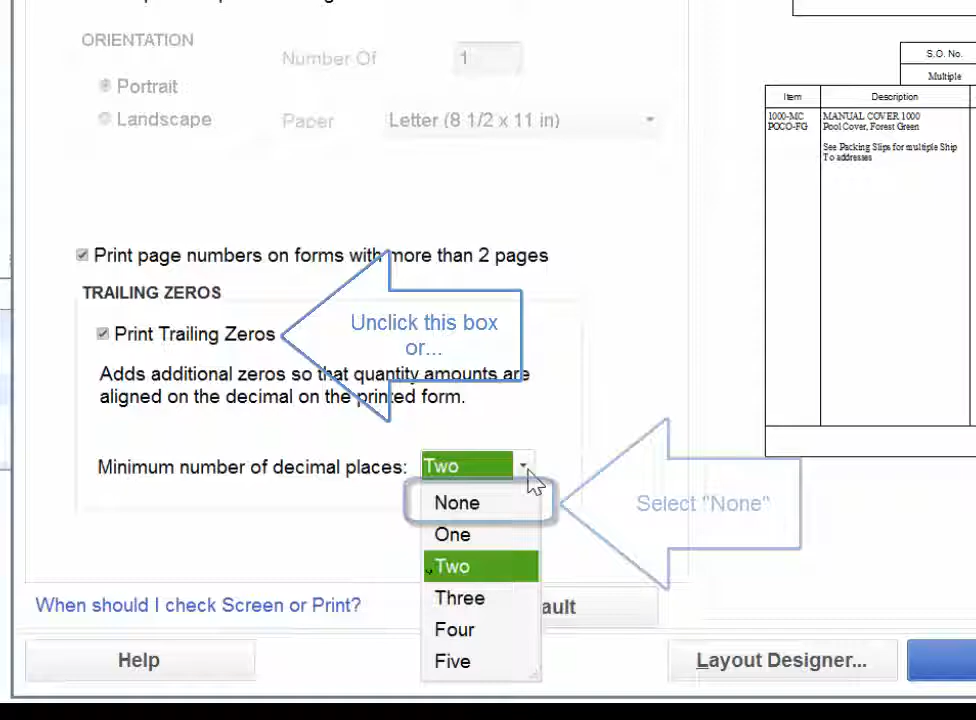 ORIENTATION
Number Of
1
Portrait
Landscape
Paper
Letter (8 1/2 x 11 in)
Print page numbers on forms with more than 2 pages
TRAILING ZEROS
Print Trailing Zeros
Unclick this box
or...
Adds additional zeros so that quantity amounts are
aligned on the decimal on the printed form.
Minimum number of decimal places:
Two
None
One
Two
Three
Four
Five
Select "None"
When should I check Screen or Print?
ault
Help
Layout Designer...
S.O. No.
Multiple
Item
Description
1000-MC
MANUAL COVER 1000
POCO-FG
Pool Cover, Forest Green
See Packing Slips for multiple Ship
To addresses